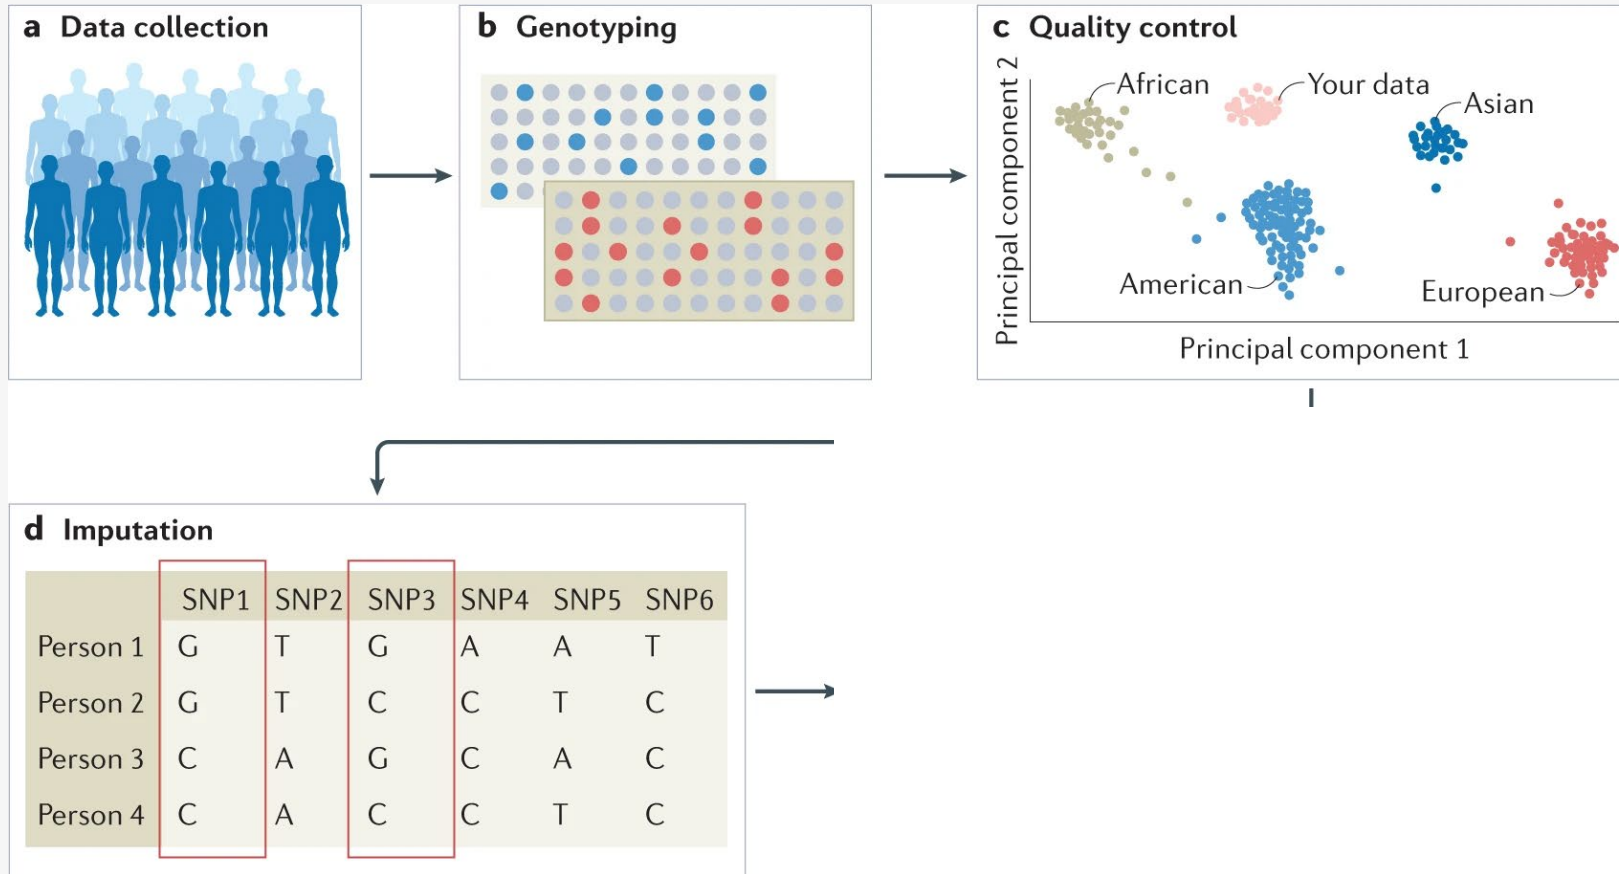 a Data collection
b Genotyping
c Quality control
Principal component 2
African
Your data
Asian
American
European
Principal component 1
d Imputation
SNP1 SNP2 SNP3 SNP4 SNP5 SNP6
Person 1 G T G A A T
Person 2 G T C C T C
Person 3 C A G C A C
Person 4 C A C C T C